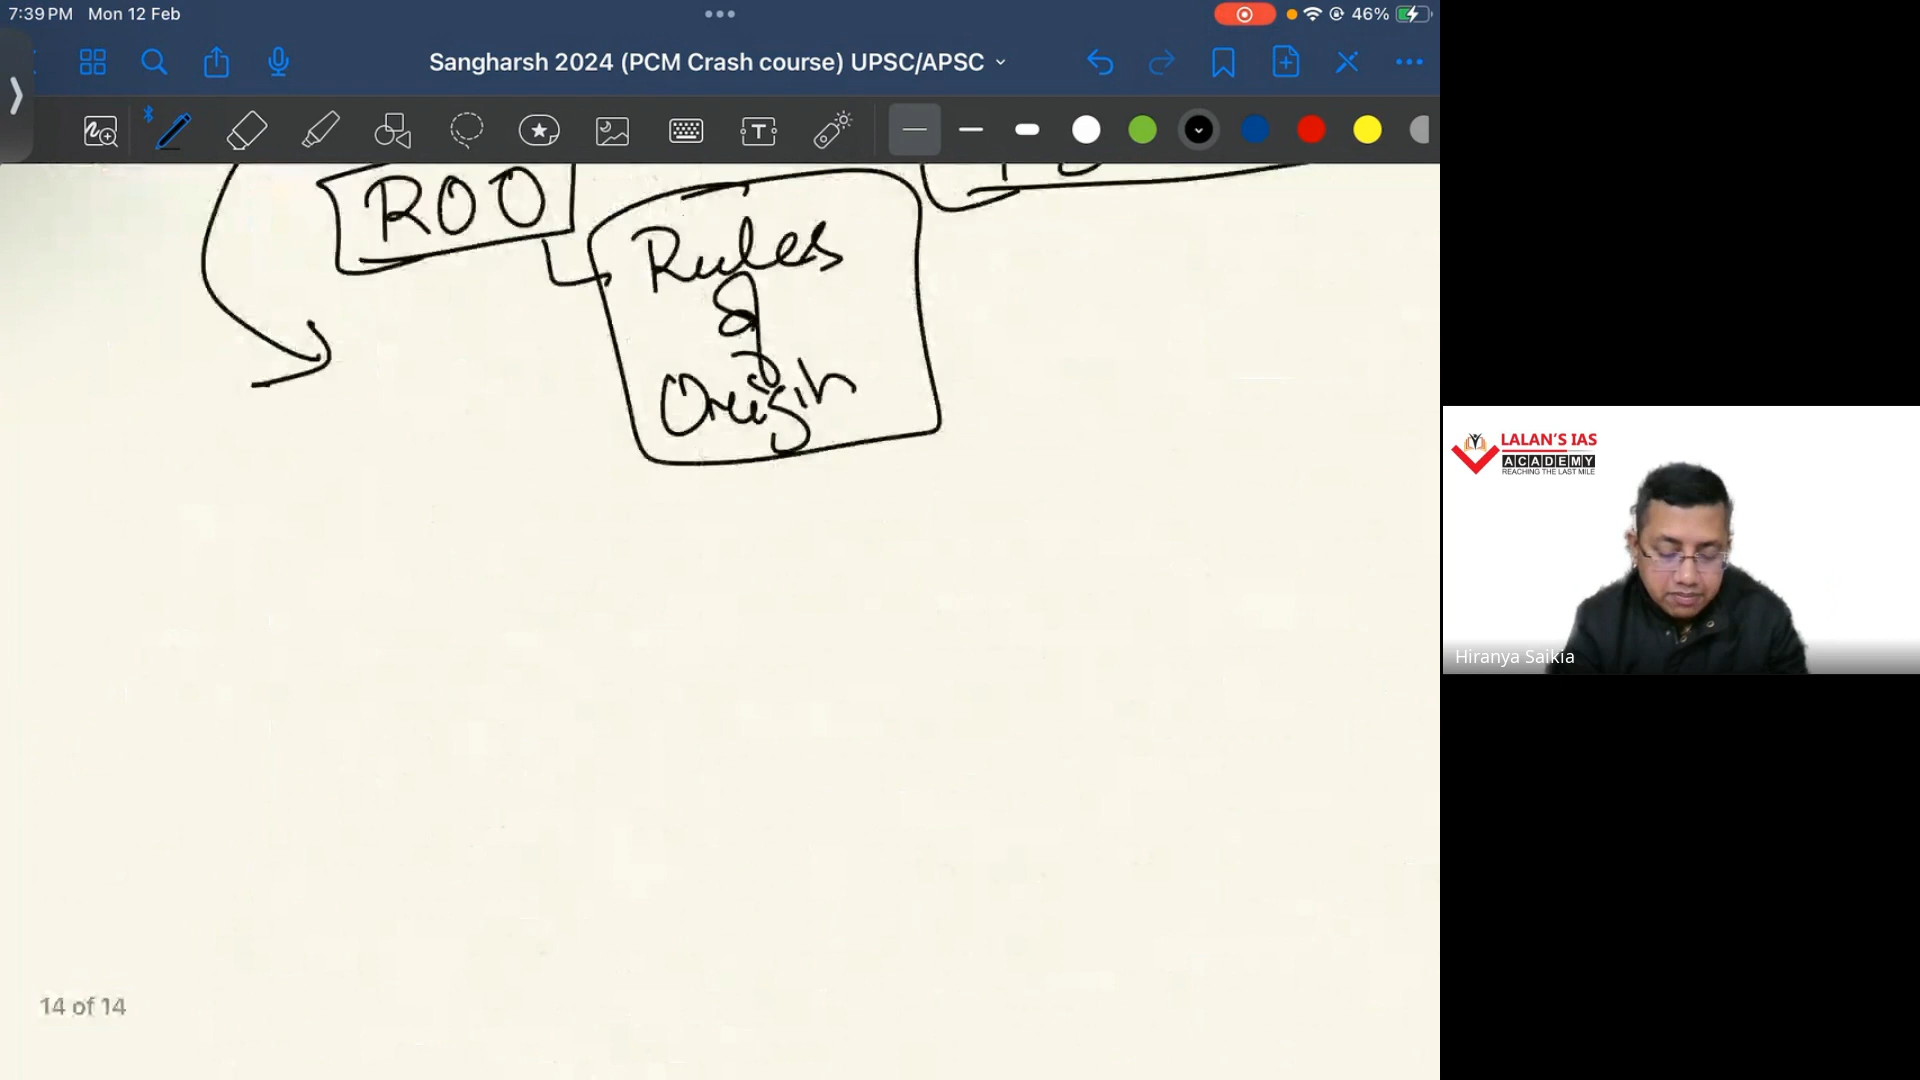 7:39 PM Mon 12 Feb
46%
Sangharsh 2024 (PCM Crash course) UPSC/APSC
T
ROO
Rules
of
Origin
14 of 14
LALAN'S IAS
ACADEMY
REACHING THE LAST MILE
Hiranya Saikia